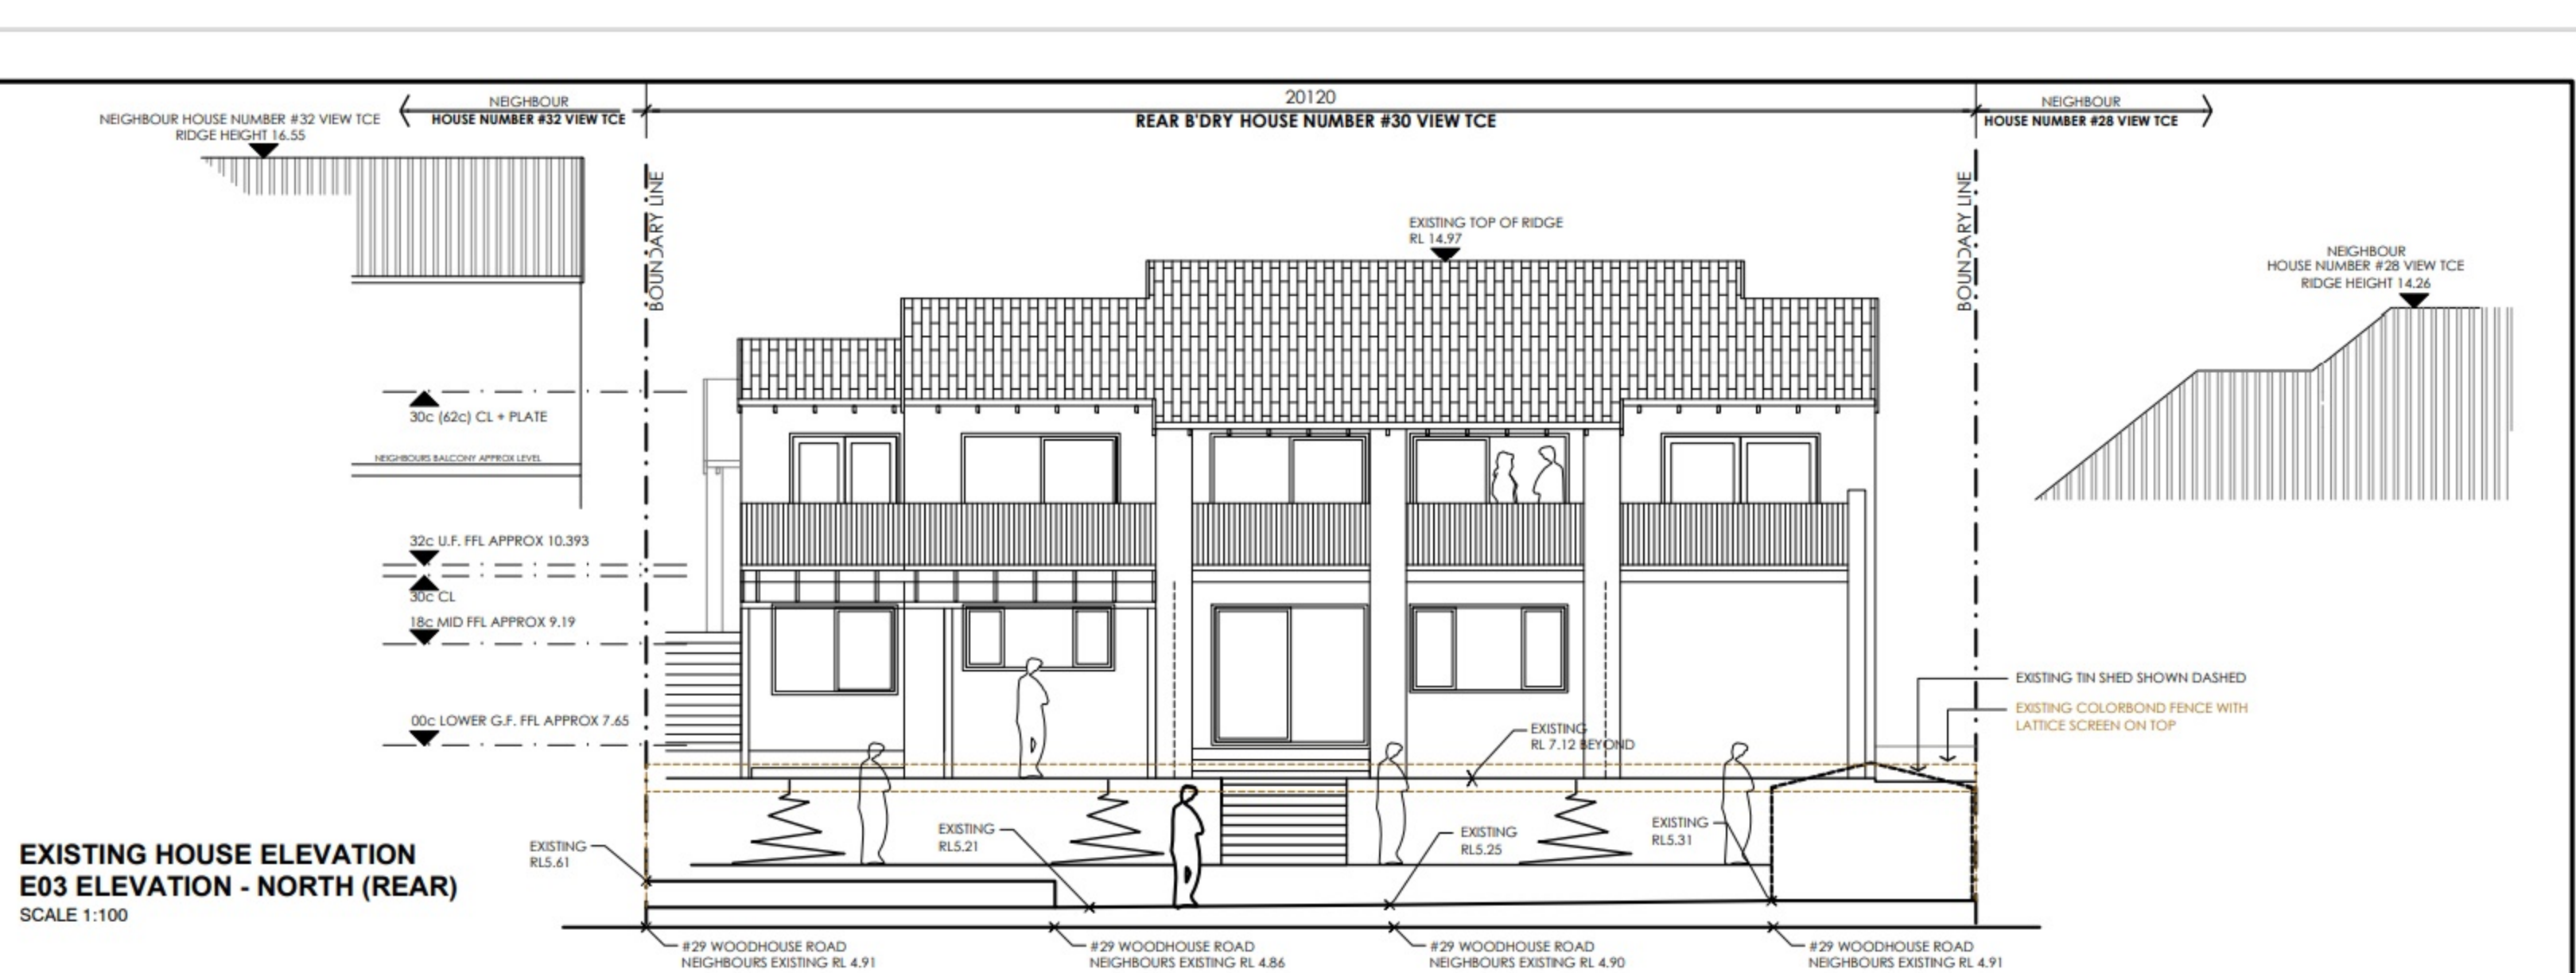 NEIGHBOUR HOUSE NUMBER #32 VIEW TCE
RIDGE HEIGHT 16.55
NEIGHBOUR
HOUSE NUMBER #32 VIEW TCE
20120
REAR B'DRY HOUSE NUMBER #30 VIEW TCE
NEIGHBOUR
HOUSE NUMBER #28 VIEW TCE
BOUNDARY LINE
BOUNDARY LINE
EXISTING TOP OF RIDGE
RL 14.97
NEIGHBOUR
HOUSE NUMBER #28 VIEW TCE
RIDGE HEIGHT 14.26
30c (62c) CL + PLATE
NEIGHBOURS BALCONY APPROX LEVEL
32c U.F. FFL APPROX 10.393
30c CL
18c MID FFL APPROX 9.19
00c LOWER G.F. FFL APPROX 7.65
EXISTING TIN SHED SHOWN DASHED
EXISTING COLORBOND FENCE WITH
LATTICE SCREEN ON TOP
EXISTING
RL 7.12 BEYOND
EXISTING
RL5.61
EXISTING
RL5.21
EXISTING
RL5.25
EXISTING
RL5.31
EXISTING HOUSE ELEVATION
E03 ELEVATION - NORTH (REAR)
SCALE 1:100
#29 WOODHOUSE ROAD
NEIGHBOURS EXISTING RL 4.91
#29 WOODHOUSE ROAD
NEIGHBOURS EXISTING RL 4.86
#29 WOODHOUSE ROAD
NEIGHBOURS EXISTING RL 4.90
#29 WOODHOUSE ROAD
NEIGHBOURS EXISTING RL 4.91